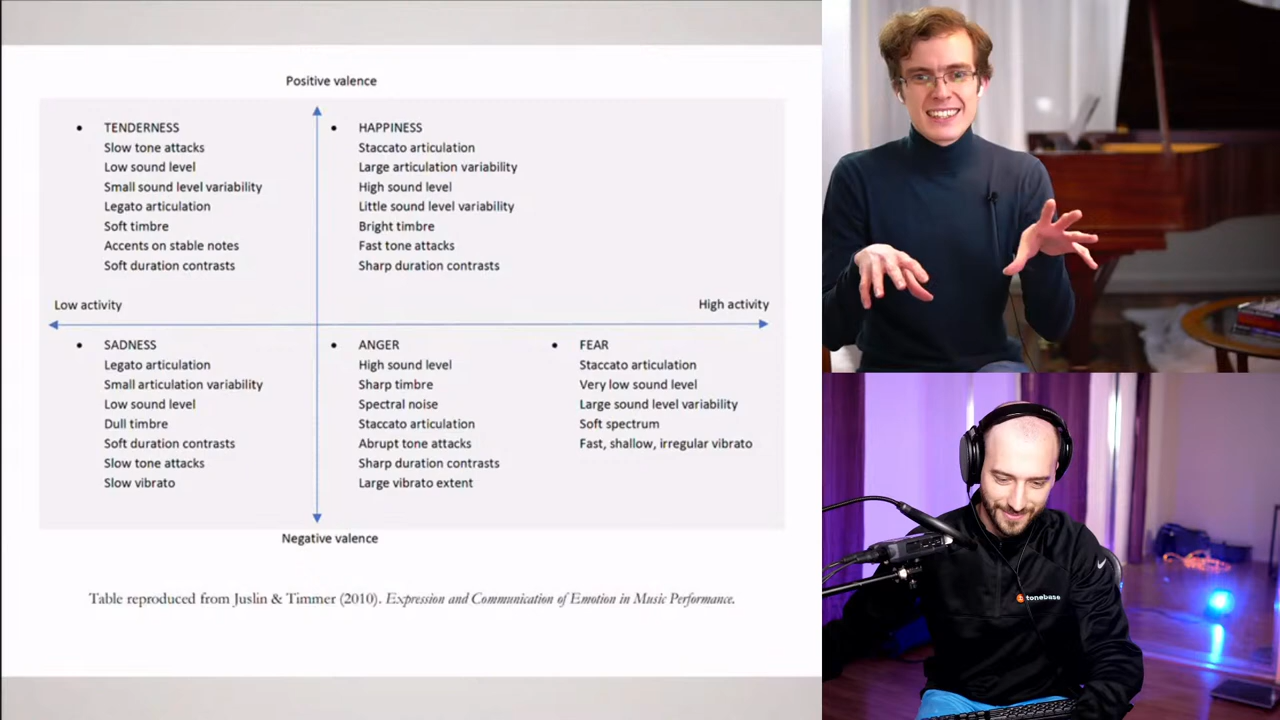 Positive valence
TENDERNESS
Slow tone attacks
Low sound level
Small sound level variability
Legato articulation
Soft timbre
Accents on stable notes
Soft duration contrasts
HAPPINESS
Staccato articulation
Large articulation variability
High sound level
Little sound level variability
Bright timbre
Fast tone attacks
Sharp duration contrasts
Low activity
High activity
SADNESS
Legato articulation
Small articulation variability
Low sound level
Dull timbre
Soft duration contrasts
Slow tone attacks
Slow vibrato
ANGER
High sound level
Sharp timbre
Spectral noise
Staccato articulation
Abrupt tone attacks
Sharp duration contrasts
Large vibrato extent
FEAR
Staccato articulation
Very low sound level
Large sound level variability
Soft spectrum
Fast, shallow, irregular vibrato
Negative valence
Table reproduced from Juslin & Timmer (2010). Expression and Communication of Emotion in Music Performance.
tonebase